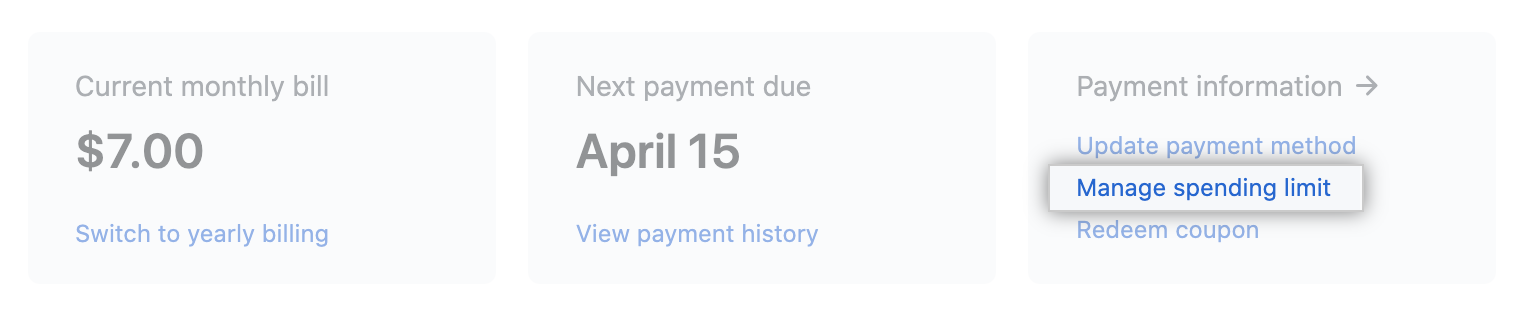 Current monthly bill
$7.00
Switch to yearly billing
Next payment due
April 15
View payment history
Payment information →
Update payment method
Manage spending limit
Redeem coupon